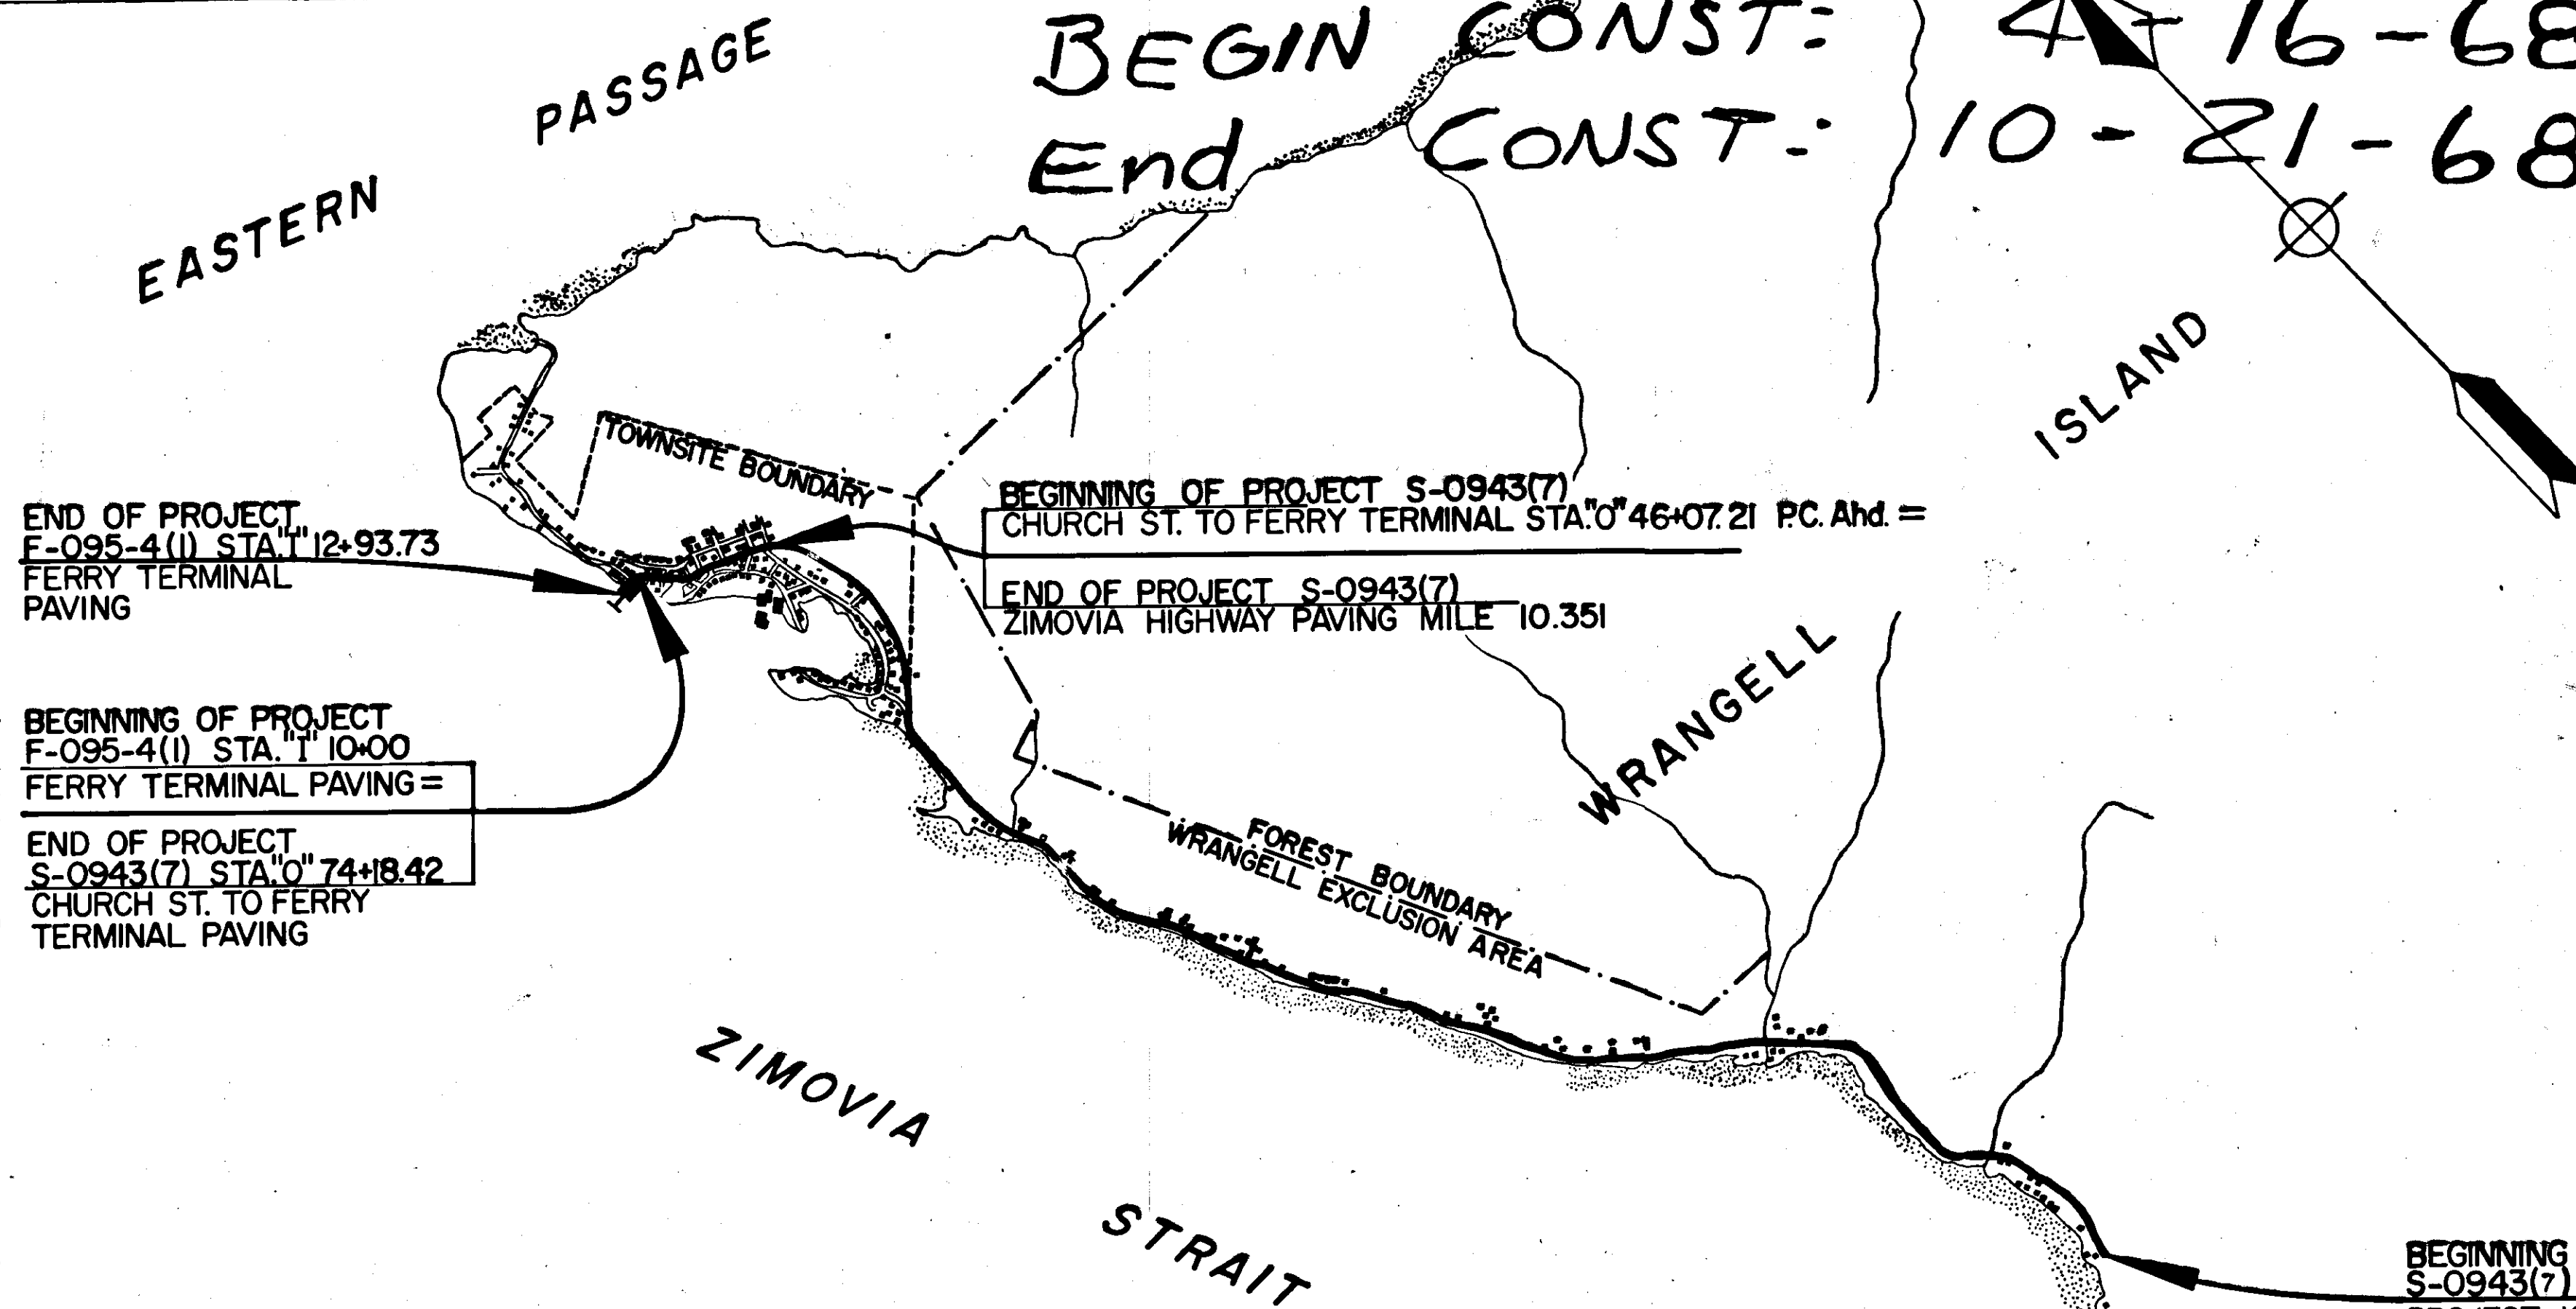 BEGIN CONST: 4-16-68
End CONST: 10-21-68
EASTERN PASSAGE
TOWNSITE BOUNDARY
ISLAND
END OF PROJECT
F-095-4(1) STA."T" 12+93.73
FERRY TERMINAL
PAVING
BEGINNING OF PROJECT S-0943(7)
CHURCH ST. TO FERRY TERMINAL STA."O" 46+07.21 P.C. Ahd. =
END OF PROJECT S-0943(7)
ZIMOVIA HIGHWAY PAVING MILE 10.351
BEGINNING OF PROJECT
F-095-4(1) STA. "T" 10+00
FERRY TERMINAL PAVING =
END OF PROJECT
S-0943(7) STA."O" 74+18.42
CHURCH ST. TO FERRY
TERMINAL PAVING
WRANGELL
FOREST BOUNDARY
WRANGELL EXCLUSION AREA
ZIMOVIA
STRAIT
BEGINNING
S-0943(7)